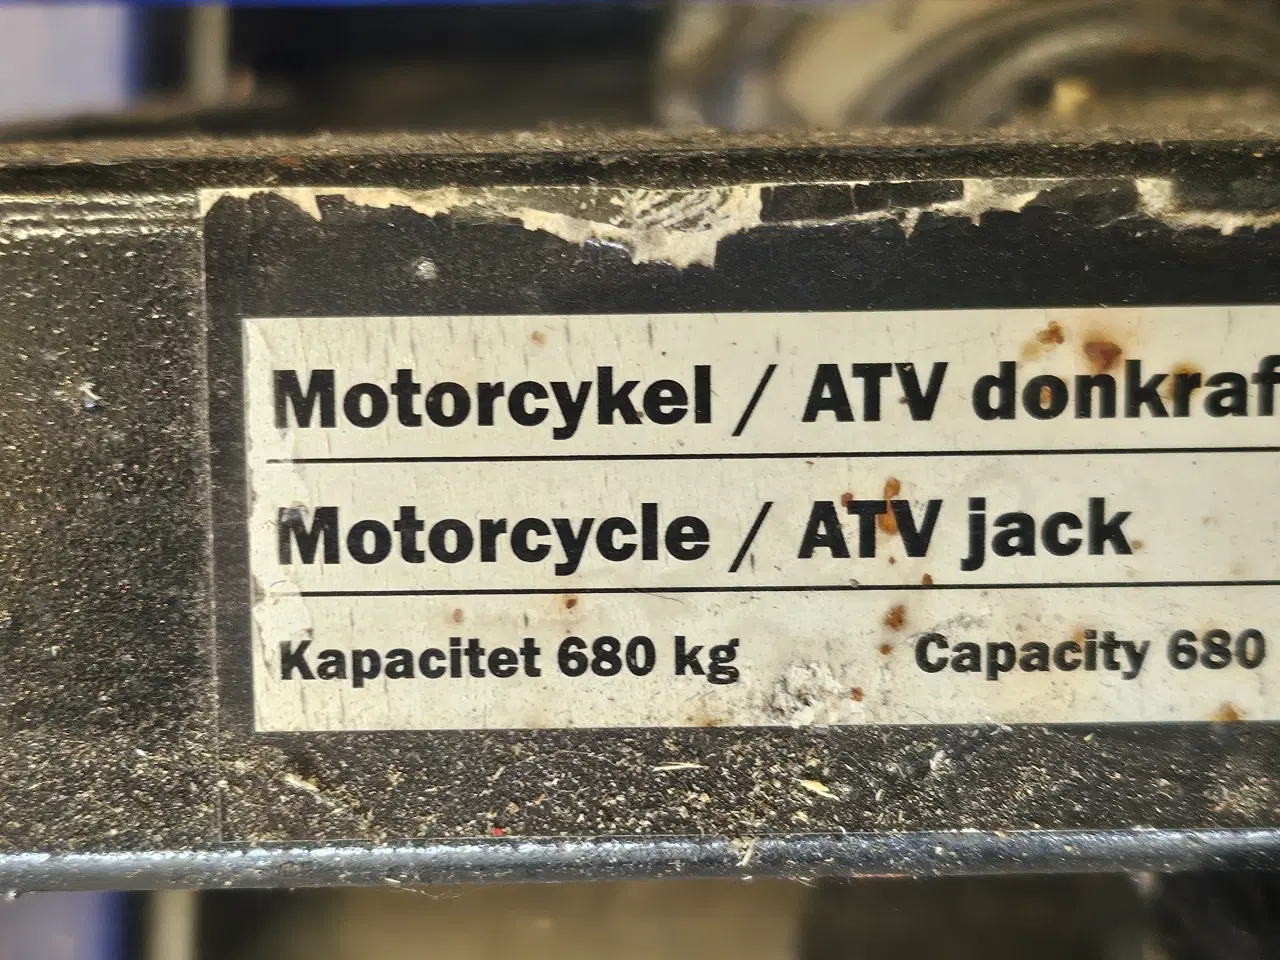 Motorcykel / ATV donkraf
Motorcycle / ATV jack
Kapacitet 680 kg Capacity 680